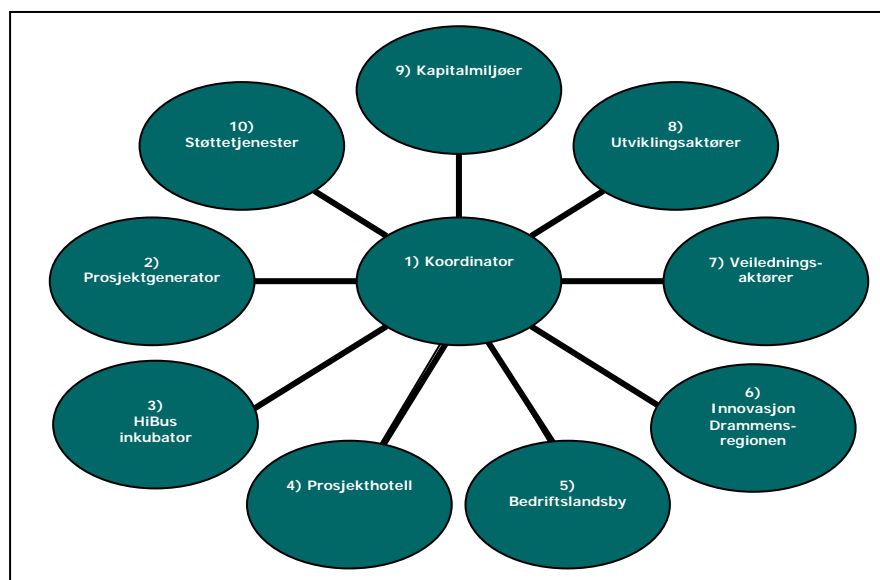 9) Kapitalmiljøer
10)
Støttetjenester
8)
Utviklingsaktører
2)
Prosjektgenerator
1) Koordinator
7) Veilednings-
aktører
3)
HiBus
inkubator
6)
Innovasjon
Drammens-
regionen
4) Prosjekthotell
5)
Bedriftslandsby